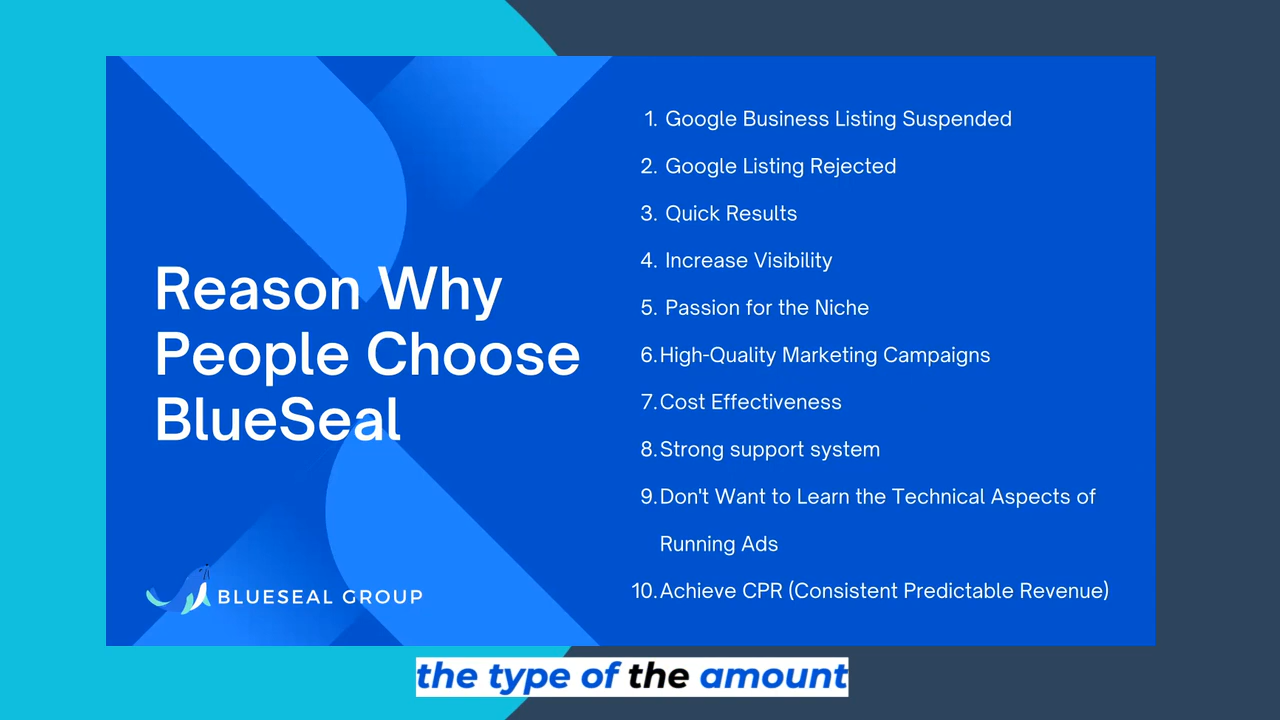 Reason Why
People Choose
BlueSeal
BLUESEAL GROUP
1. Google Business Listing Suspended
2. Google Listing Rejected
3. Quick Results
4. Increase Visibility
5. Passion for the Niche
6. High-Quality Marketing Campaigns
7. Cost Effectiveness
8. Strong support system
9. Don't Want to Learn the Technical Aspects of
Running Ads
10. Achieve CPR (Consistent Predictable Revenue)
the type of the amount